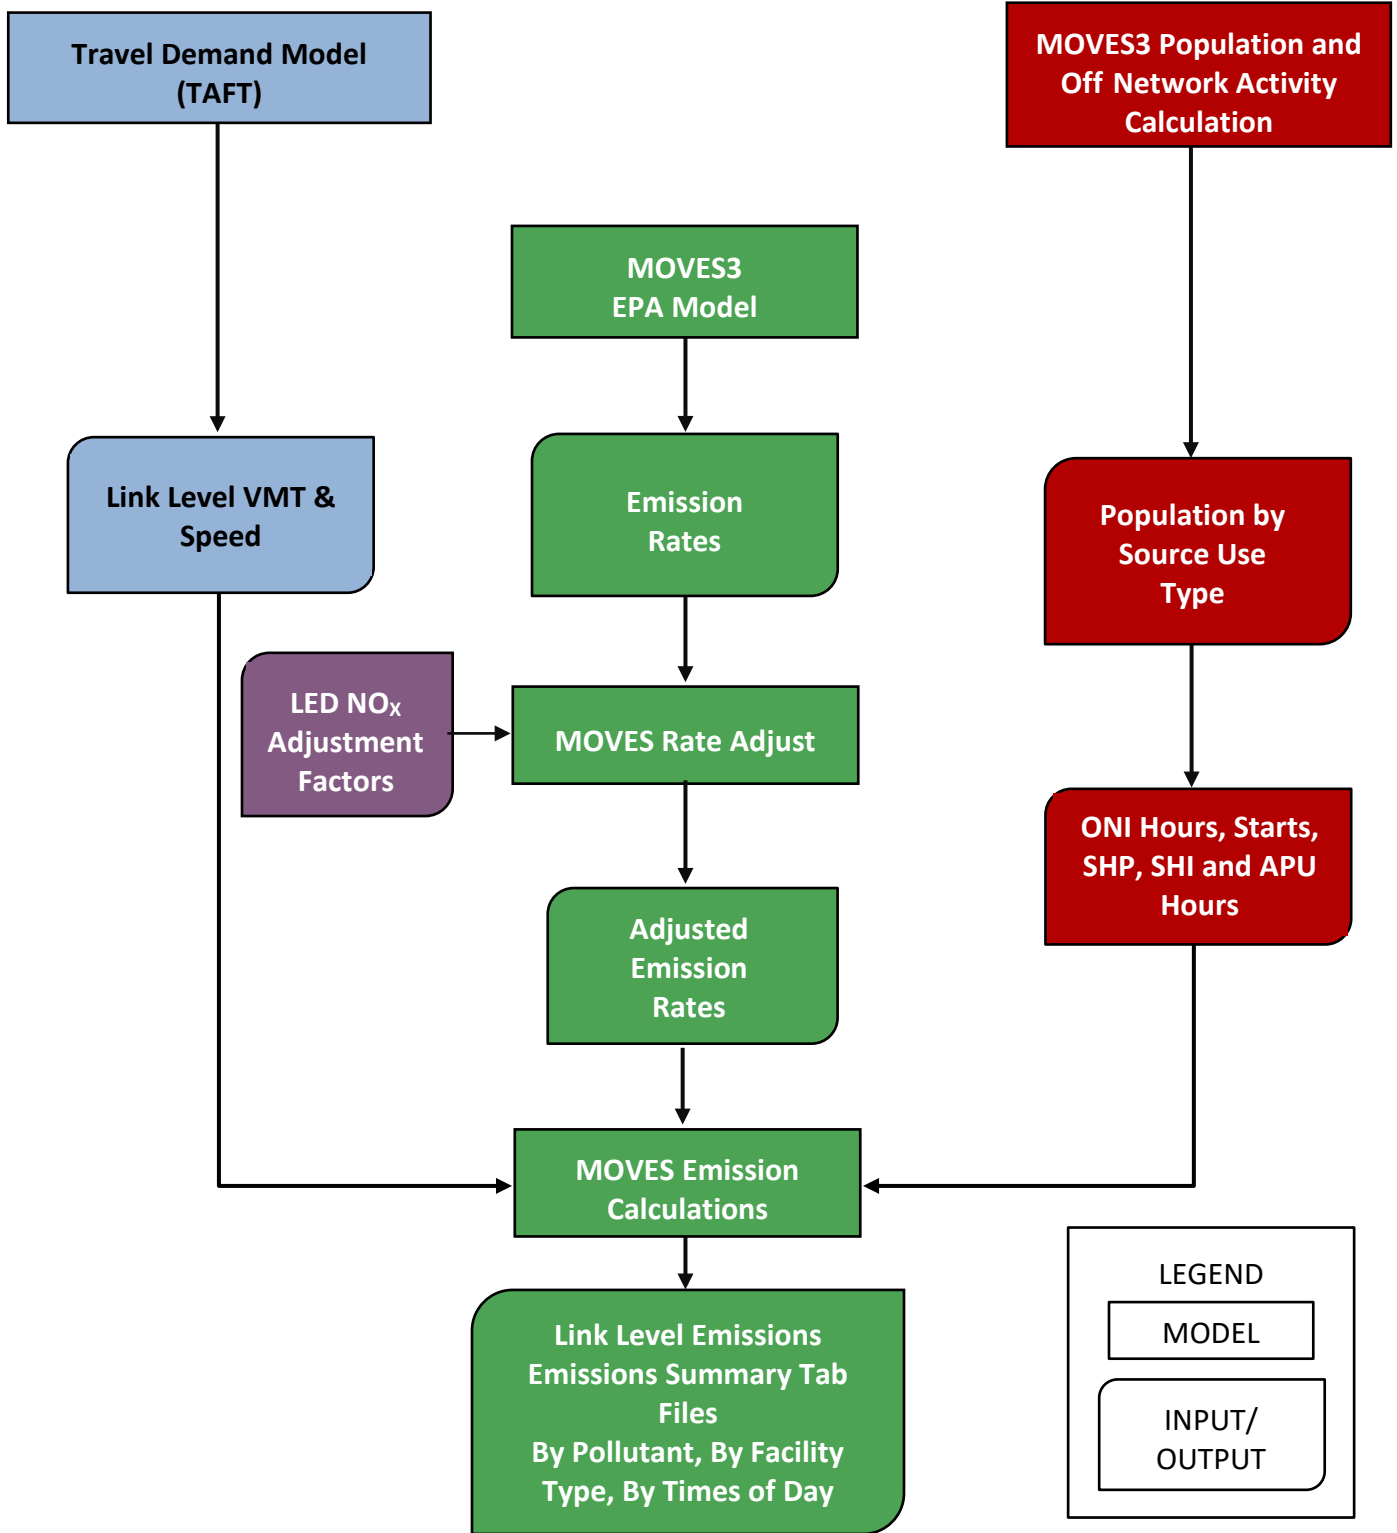 Travel Demand Model
(TAFT)
MOVES3 Population and
Off Network Activity
Calculation
MOVES3
EPA Model
Link Level VMT &
Speed
Emission
Rates
Population by
Source Use
Type
LED NOX
Adjustment
Factors
MOVES Rate Adjust
ONI Hours, Starts,
SHP, SHI and APU
Hours
Adjusted
Emission
Rates
MOVES Emission
Calculations
Link Level Emissions
Emissions Summary Tab
Files
By Pollutant, By Facility
Type, By Times of Day
LEGEND
MODEL
INPUT/
OUTPUT